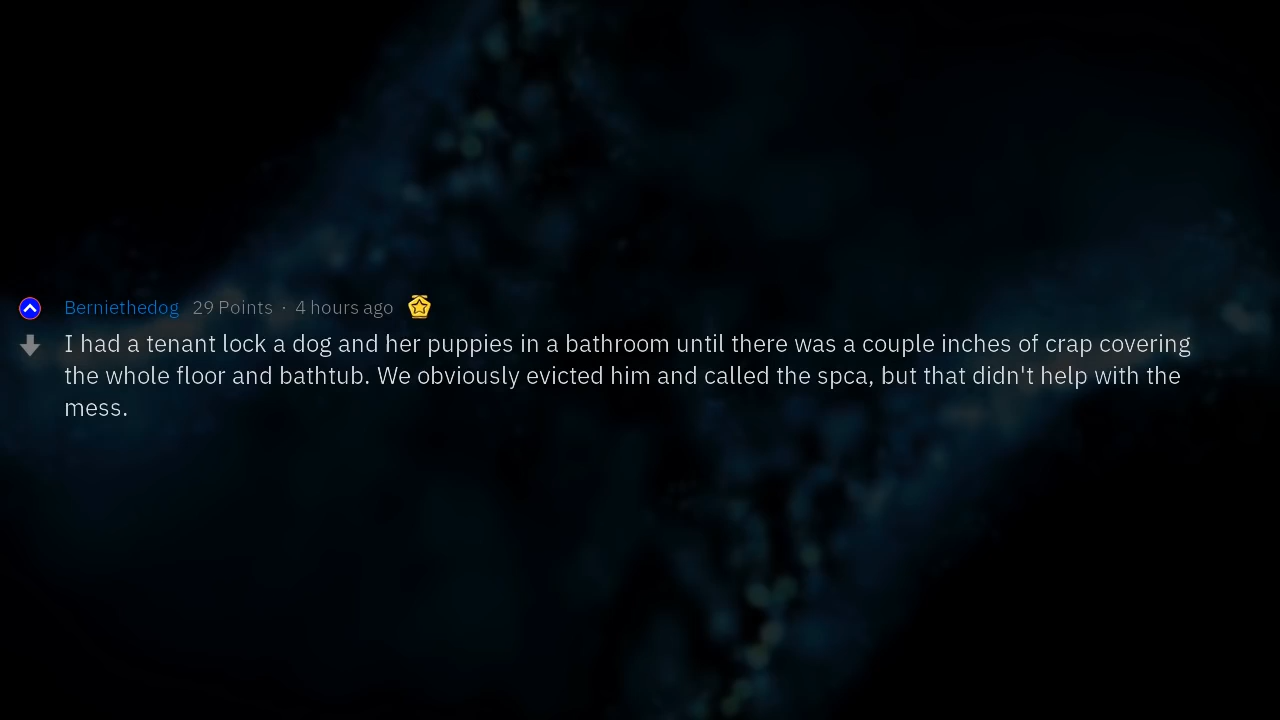 Berniethedog 29 Points · 4 hours ago
I had a tenant lock a dog and her puppies in a bathroom until there was a couple inches of crap covering
the whole floor and bathtub. We obviously evicted him and called the spca, but that didn't help with the
mess.